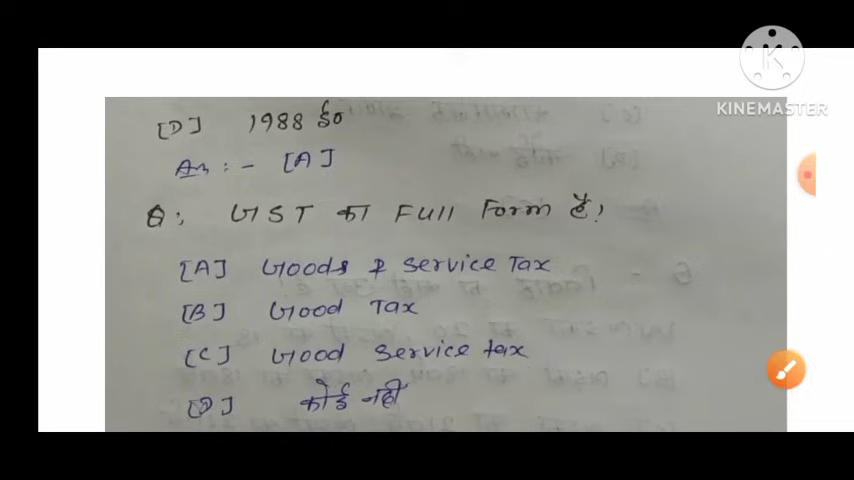 KINEMASTER
[D] 1988 ई०
Ans :- [A]
Q: GST का Full Form है!
[A] Goods & Service Tax
[B] Good Tax
[C] Good Service tax
[D] कोई नहीं